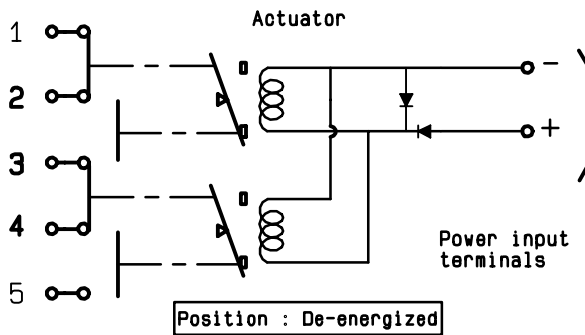 Actuator
1
2
3
4
5
-
+
Power input
terminals
Position : De-energized